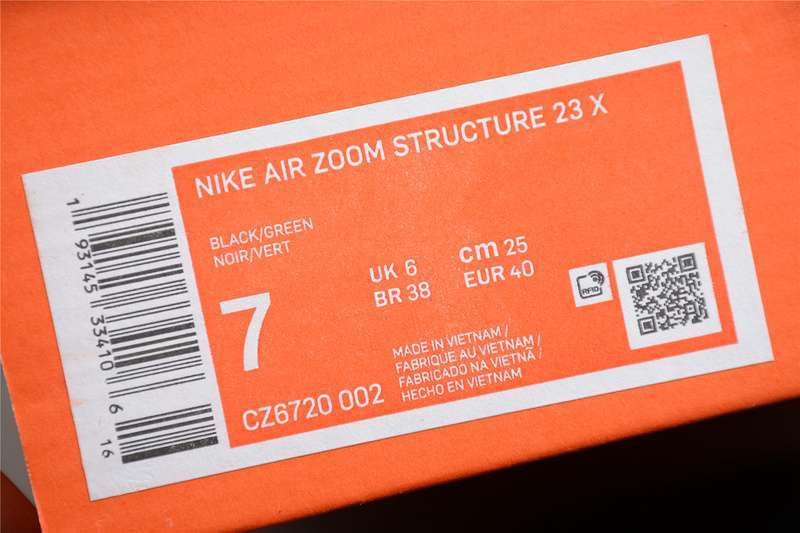 NIKE AIR ZOOM STRUCTURE 23 X
BLACK/GREEN
NOIR/VERT
7
UK 6
BR 38
cm 25
EUR 40
RFID
MADE IN VIETNAM /
FABRIQUE AU VIETNAM /
FABRICADO NA VIETNÃ /
HECHO EN VIETNAM
CZ6720 002
1 93145 33410 6 16